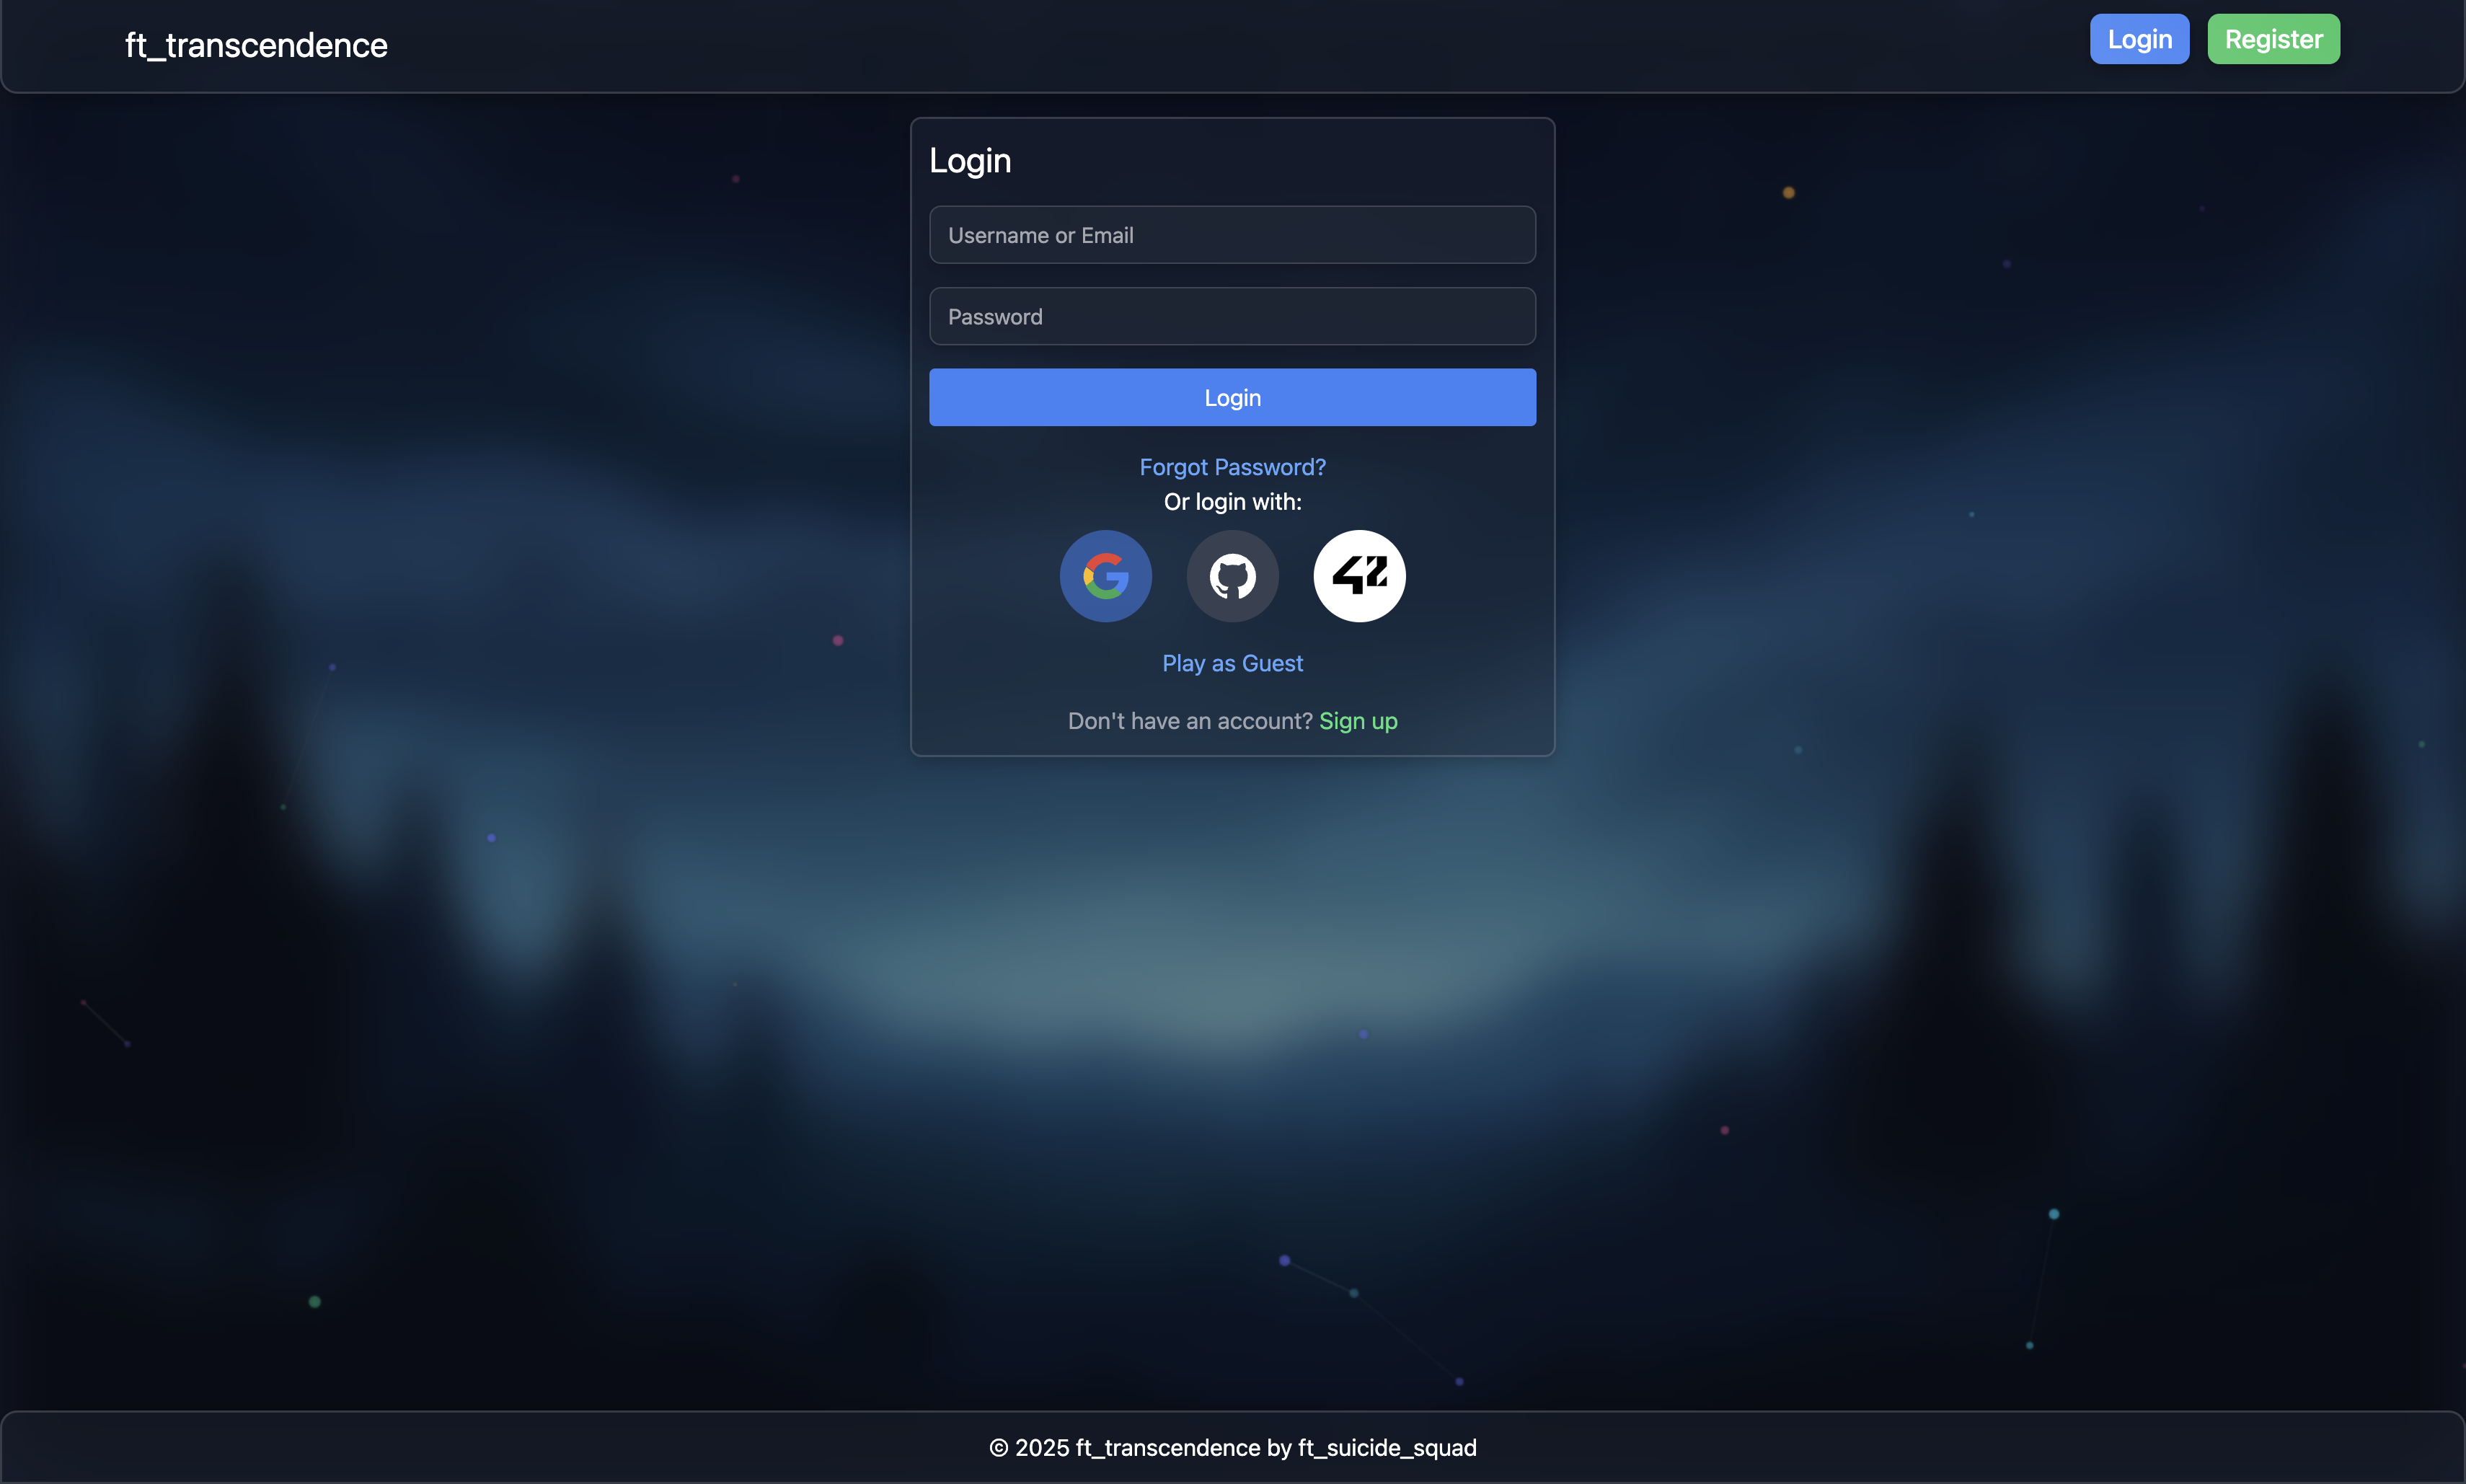 ft_transcendence
Login
Register
Login
Username or Email
Password
Login
Forgot Password?
Or login with:
42
Play as Guest
Don't have an account? Sign up
© 2025 ft_transcendence by ft_suicide_squad